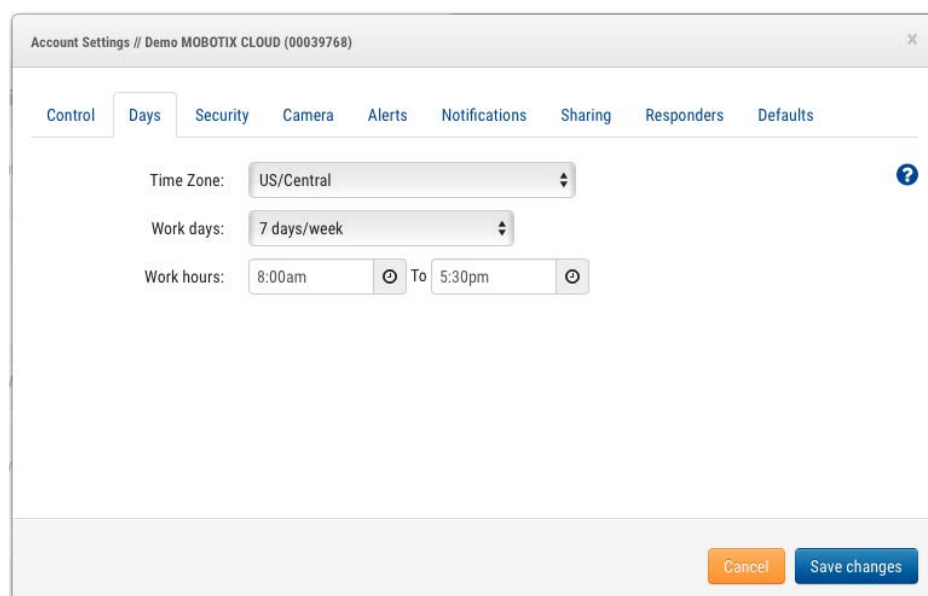 Account Settings // Demo MOBOTIX CLOUD (00039768) ×
Control Days Security Camera Alerts Notifications Sharing Responders Defaults
Time Zone: US/Central ?
Work days: 7 days/week
Work hours: 8:00am To 5:30pm
Cancel Save changes